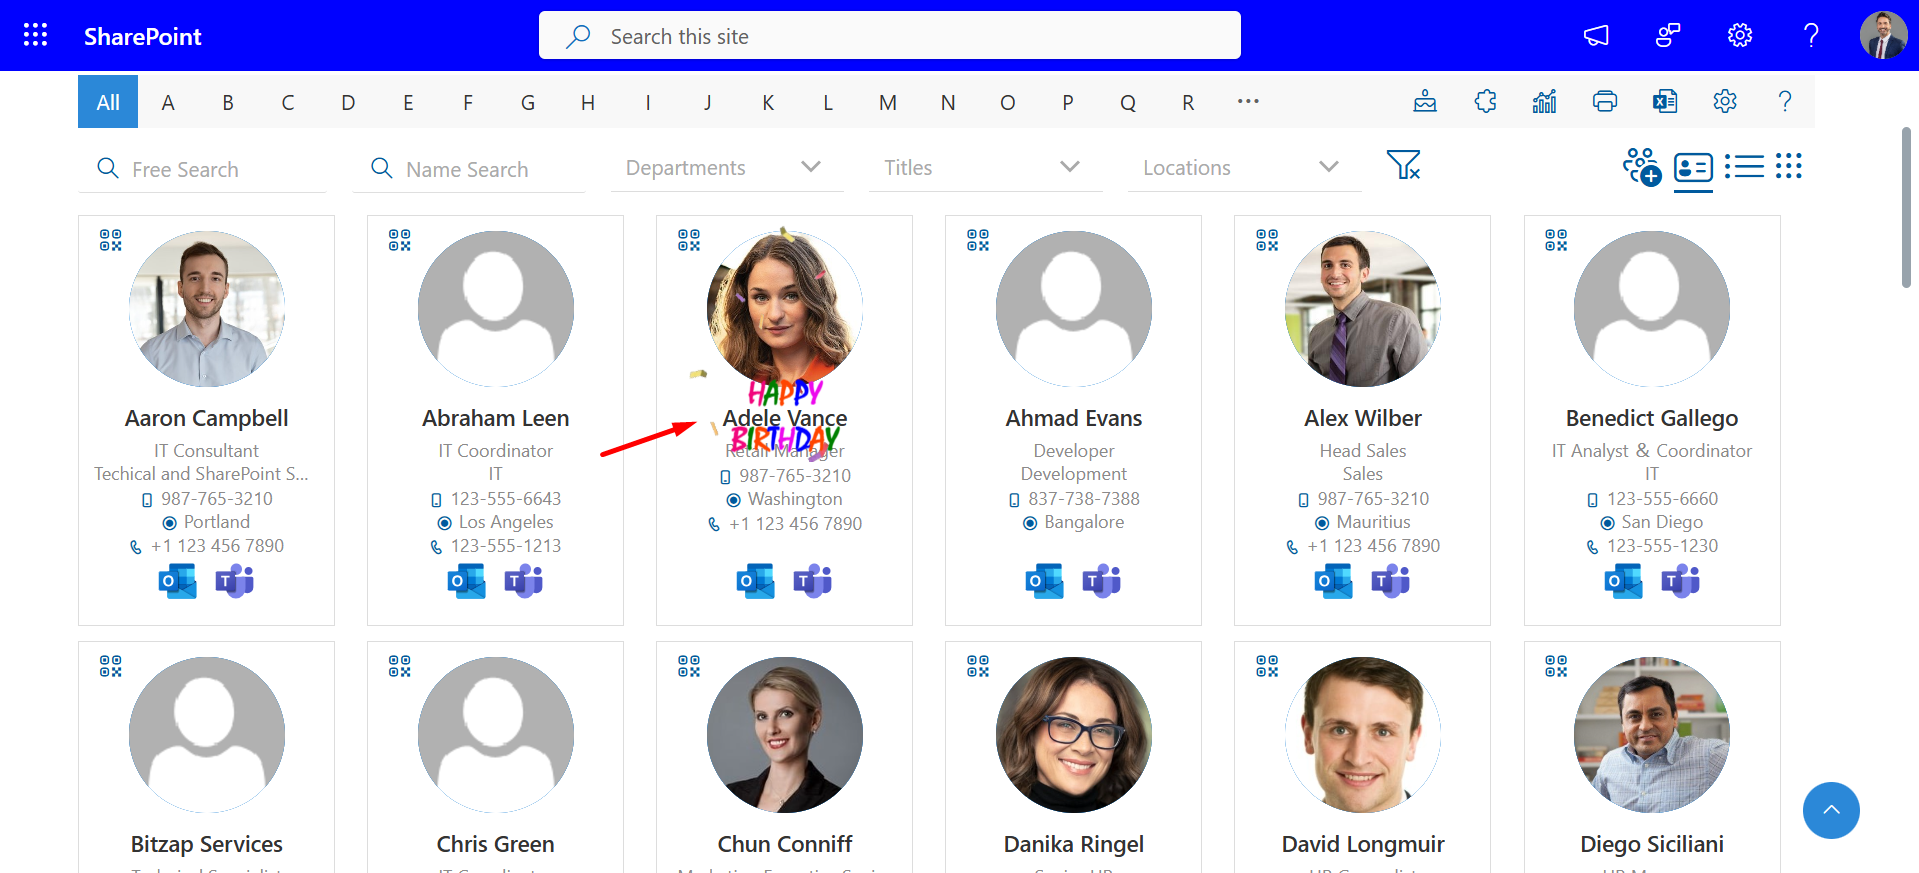 SharePoint
Search this site
All A B C D E F G H I J K L M N O P Q R ...
Free Search
Name Search
Departments
Titles
Locations
Aaron Campbell
IT Consultant
Techical and SharePoint S...
987-765-3210
Portland
+1 123 456 7890
Abraham Leen
IT Coordinator
IT
123-555-6643
Los Angeles
123-555-1213
HAPPY
Adele Vance
BIRTHDAY
Retail Manager
987-765-3210
Washington
+1 123 456 7890
Ahmad Evans
Developer
Development
837-738-7388
Bangalore
Alex Wilber
Head Sales
Sales
987-765-3210
Mauritius
+1 123 456 7890
Benedict Gallego
IT Analyst & Coordinator
IT
123-555-6660
San Diego
123-555-1230
Bitzap Services
Chris Green
Chun Conniff
Danika Ringel
David Longmuir
Diego Siciliani